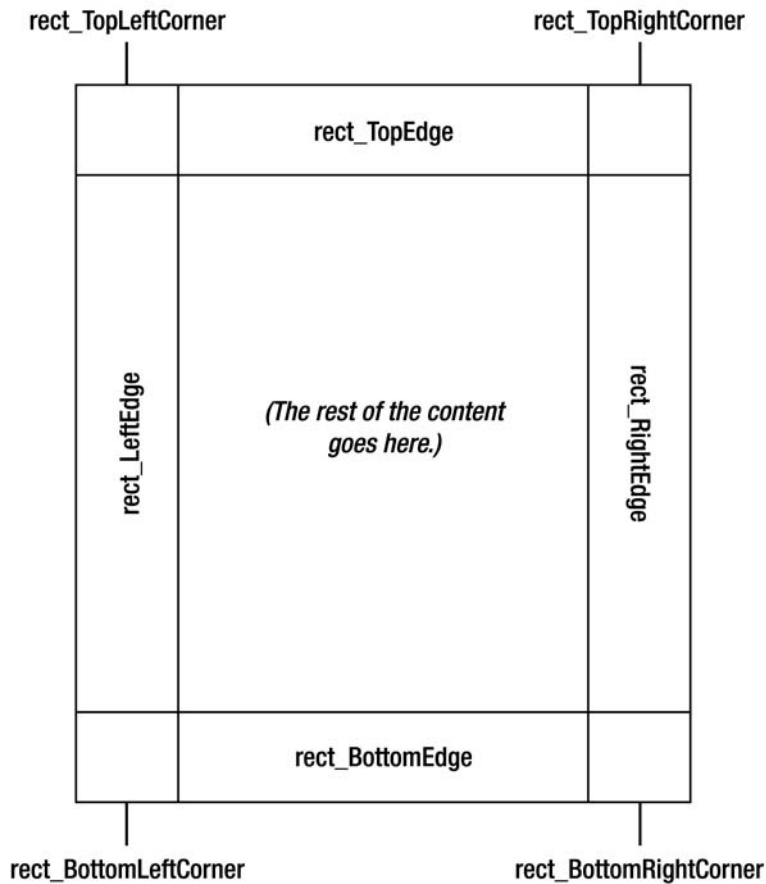 rect_TopLeftCorner
rect_TopRightCorner
rect_TopEdge
rect_LeftEdge
(The rest of the content
goes here.)
rect_RightEdge
rect_BottomEdge
rect_BottomLeftCorner
rect_BottomRightCorner